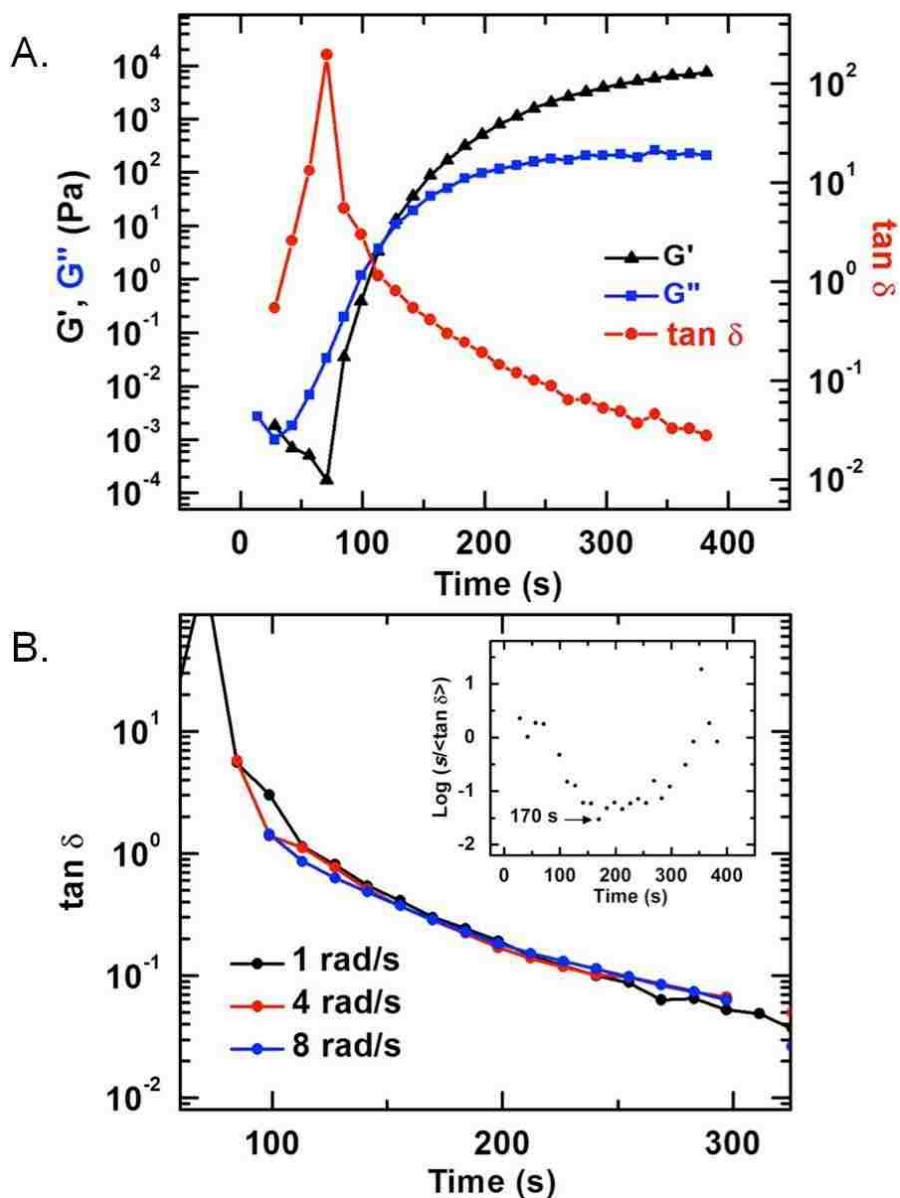 A.
G', G" (Pa)
10⁴
10³
10²
10¹
10⁰
10⁻¹
10⁻²
10⁻³
10⁻⁴
10²
10¹
10⁰
10⁻¹
10⁻²
tan δ
G'
G"
tan δ
0 100 200 300 400
Time (s)
B.
tan δ
10¹
10⁰
10⁻¹
10⁻²
1 rad/s
4 rad/s
8 rad/s
Log (s/<tan δ>)
1
0
-1
-2
170 s
0 100 200 300 400
Time (s)
100 200 300
Time (s)